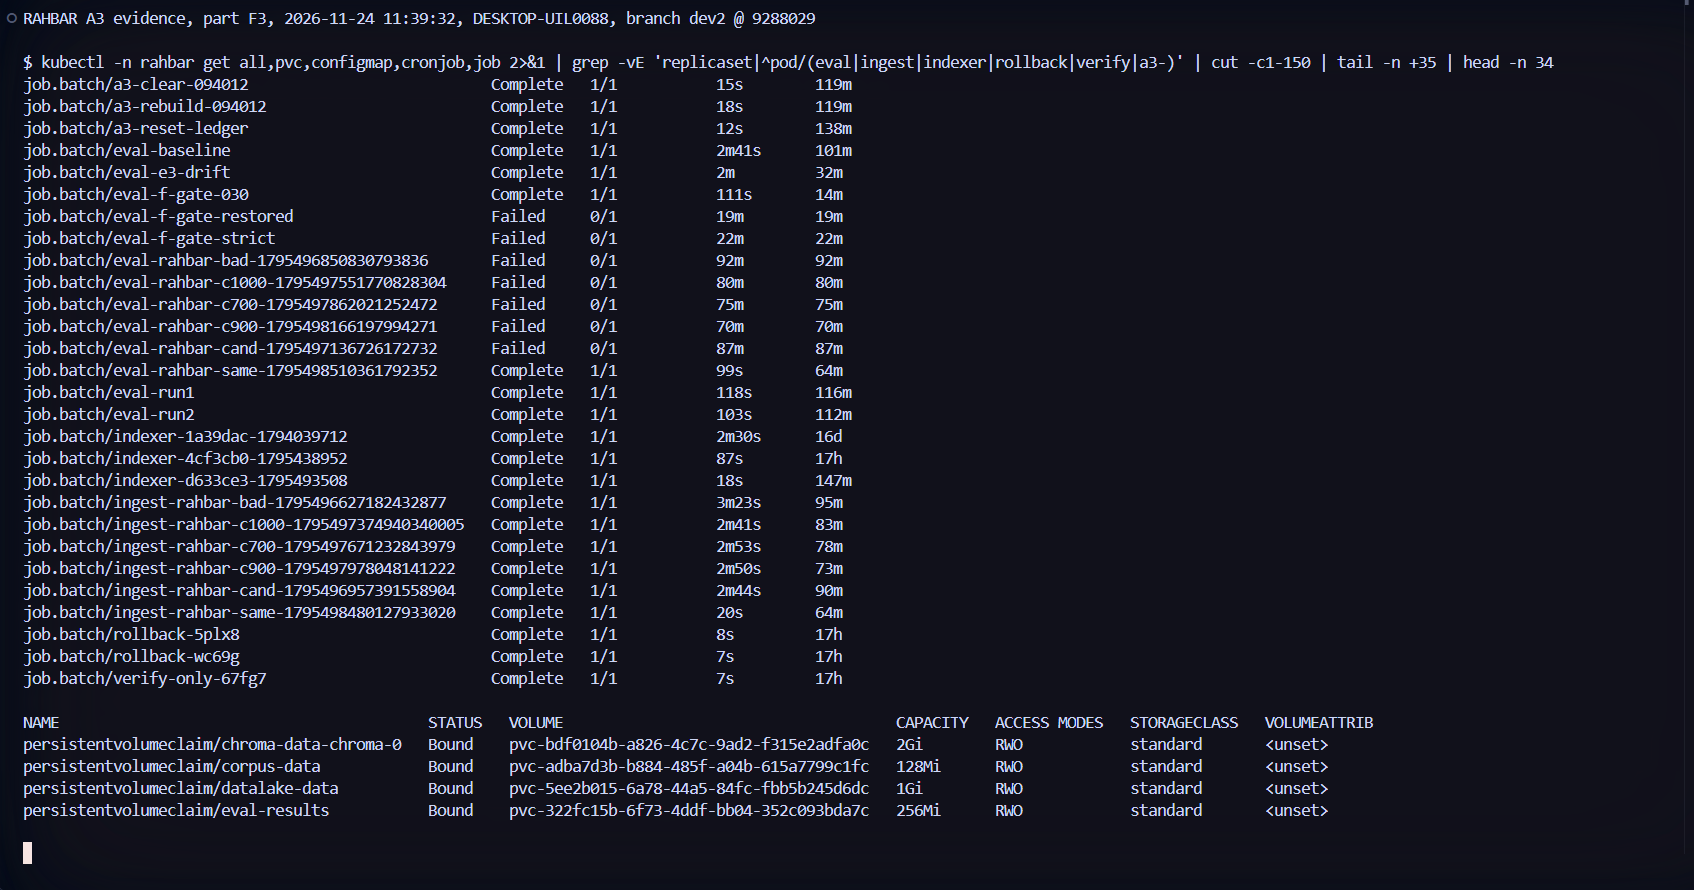 RAHBAR A3 evidence, part F3, 2026-11-24 11:39:32, DESKTOP-UIL0088, branch dev2 @ 9288029
$ kubectl -n rahbar get all,pvc,configmap,cronjob,job 2>&1 | grep -vE 'replicaset|^pod/(eval|ingest|indexer|rollback|verify|a3-)' | cut -c1-150 | tail -n +35 | head -n 34
job.batch/a3-clear-094012 Complete 1/1 15s 119m
job.batch/a3-rebuild-094012 Complete 1/1 18s 119m
job.batch/a3-reset-ledger Complete 1/1 12s 138m
job.batch/eval-baseline Complete 1/1 2m41s 101m
job.batch/eval-e3-drift Complete 1/1 2m 32m
job.batch/eval-f-gate-030 Complete 1/1 111s 14m
job.batch/eval-f-gate-restored Failed 0/1 19m 19m
job.batch/eval-f-gate-strict Failed 0/1 22m 22m
job.batch/eval-rahbar-bad-1795496850830793836 Failed 0/1 92m 92m
job.batch/eval-rahbar-c1000-1795497551770828304 Failed 0/1 80m 80m
job.batch/eval-rahbar-c700-1795497862021252472 Failed 0/1 75m 75m
job.batch/eval-rahbar-c900-1795498166197994271 Failed 0/1 70m 70m
job.batch/eval-rahbar-cand-1795497136726172732 Failed 0/1 87m 87m
job.batch/eval-rahbar-same-1795498510361792352 Complete 1/1 99s 64m
job.batch/eval-run1 Complete 1/1 118s 116m
job.batch/eval-run2 Complete 1/1 103s 112m
job.batch/indexer-1a39dac-1794039712 Complete 1/1 2m30s 16d
job.batch/indexer-4cf3cb0-1795438952 Complete 1/1 87s 17h
job.batch/indexer-d633ce3-1795493508 Complete 1/1 18s 147m
job.batch/ingest-rahbar-bad-1795496627182432877 Complete 1/1 3m23s 95m
job.batch/ingest-rahbar-c1000-1795497374940340005 Complete 1/1 2m41s 83m
job.batch/ingest-rahbar-c700-1795497671232843979 Complete 1/1 2m53s 78m
job.batch/ingest-rahbar-c900-1795497978048141222 Complete 1/1 2m50s 73m
job.batch/ingest-rahbar-cand-1795496957391558904 Complete 1/1 2m44s 90m
job.batch/ingest-rahbar-same-1795498480127933020 Complete 1/1 20s 64m
job.batch/rollback-5plx8 Complete 1/1 8s 17h
job.batch/rollback-wc69g Complete 1/1 7s 17h
job.batch/verify-only-67fg7 Complete 1/1 7s 17h
NAME STATUS VOLUME CAPACITY ACCESS MODES STORAGECLASS VOLUMEATTRIB
persistentvolumeclaim/chroma-data-chroma-0 Bound pvc-bdf0104b-a826-4c7c-9ad2-f315e2adfa0c 2Gi RWO standard <unset>
persistentvolumeclaim/corpus-data Bound pvc-adba7d3b-b884-485f-a04b-615a7799c1fc 128Mi RWO standard <unset>
persistentvolumeclaim/datalake-data Bound pvc-5ee2b015-6a78-44a5-84fc-fbb5b245d6dc 1Gi RWO standard <unset>
persistentvolumeclaim/eval-results Bound pvc-322fc15b-6f73-4ddf-bb04-352c093bda7c 256Mi RWO standard <unset>